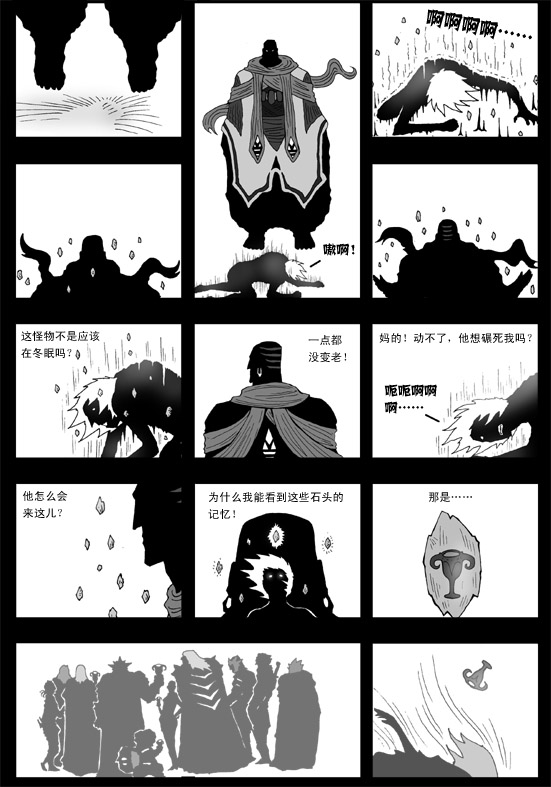 啊啊啊啊……
嗷啊！
这怪物不是应该
在冬眠吗？
一点都
没变老！
妈的！动不了，他想碾死我吗？
呃呃啊啊
啊……
他怎么会
来这儿？
为什么我能看到这些石头的
记忆！
那是……